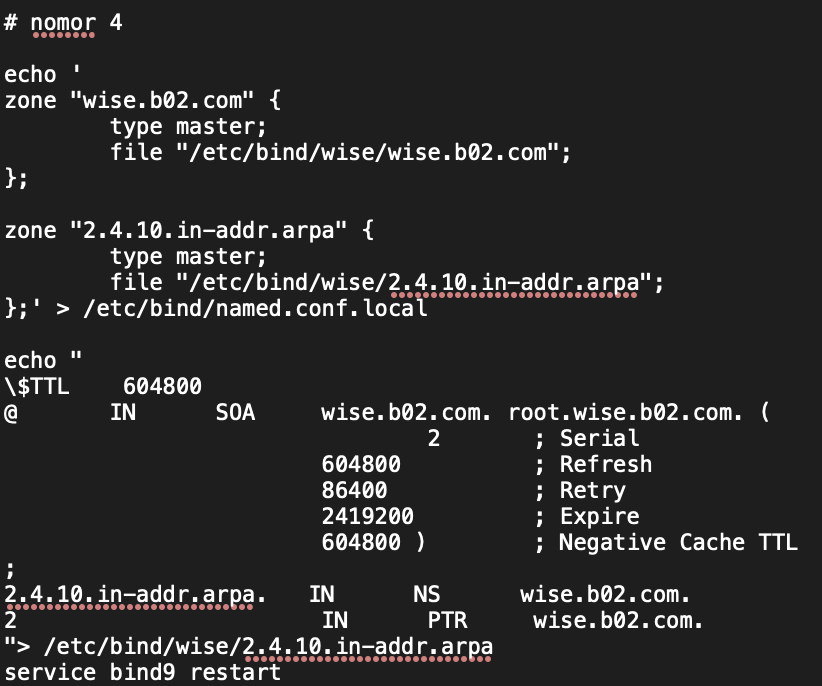 # nomor 4

echo '
zone "wise.b02.com" {
        type master;
        file "/etc/bind/wise/wise.b02.com";
};

zone "2.4.10.in-addr.arpa" {
        type master;
        file "/etc/bind/wise/2.4.10.in-addr.arpa";
};' > /etc/bind/named.conf.local

echo "
\$TTL    604800
@       IN      SOA     wise.b02.com. root.wise.b02.com. (
                                2       ; Serial
                        604800          ; Refresh
                        86400           ; Retry
                        2419200         ; Expire
                        604800 )        ; Negative Cache TTL
;
2.4.10.in-addr.arpa.   IN      NS      wise.b02.com.
2                       IN      PTR     wise.b02.com.
"> /etc/bind/wise/2.4.10.in-addr.arpa
service bind9 restart